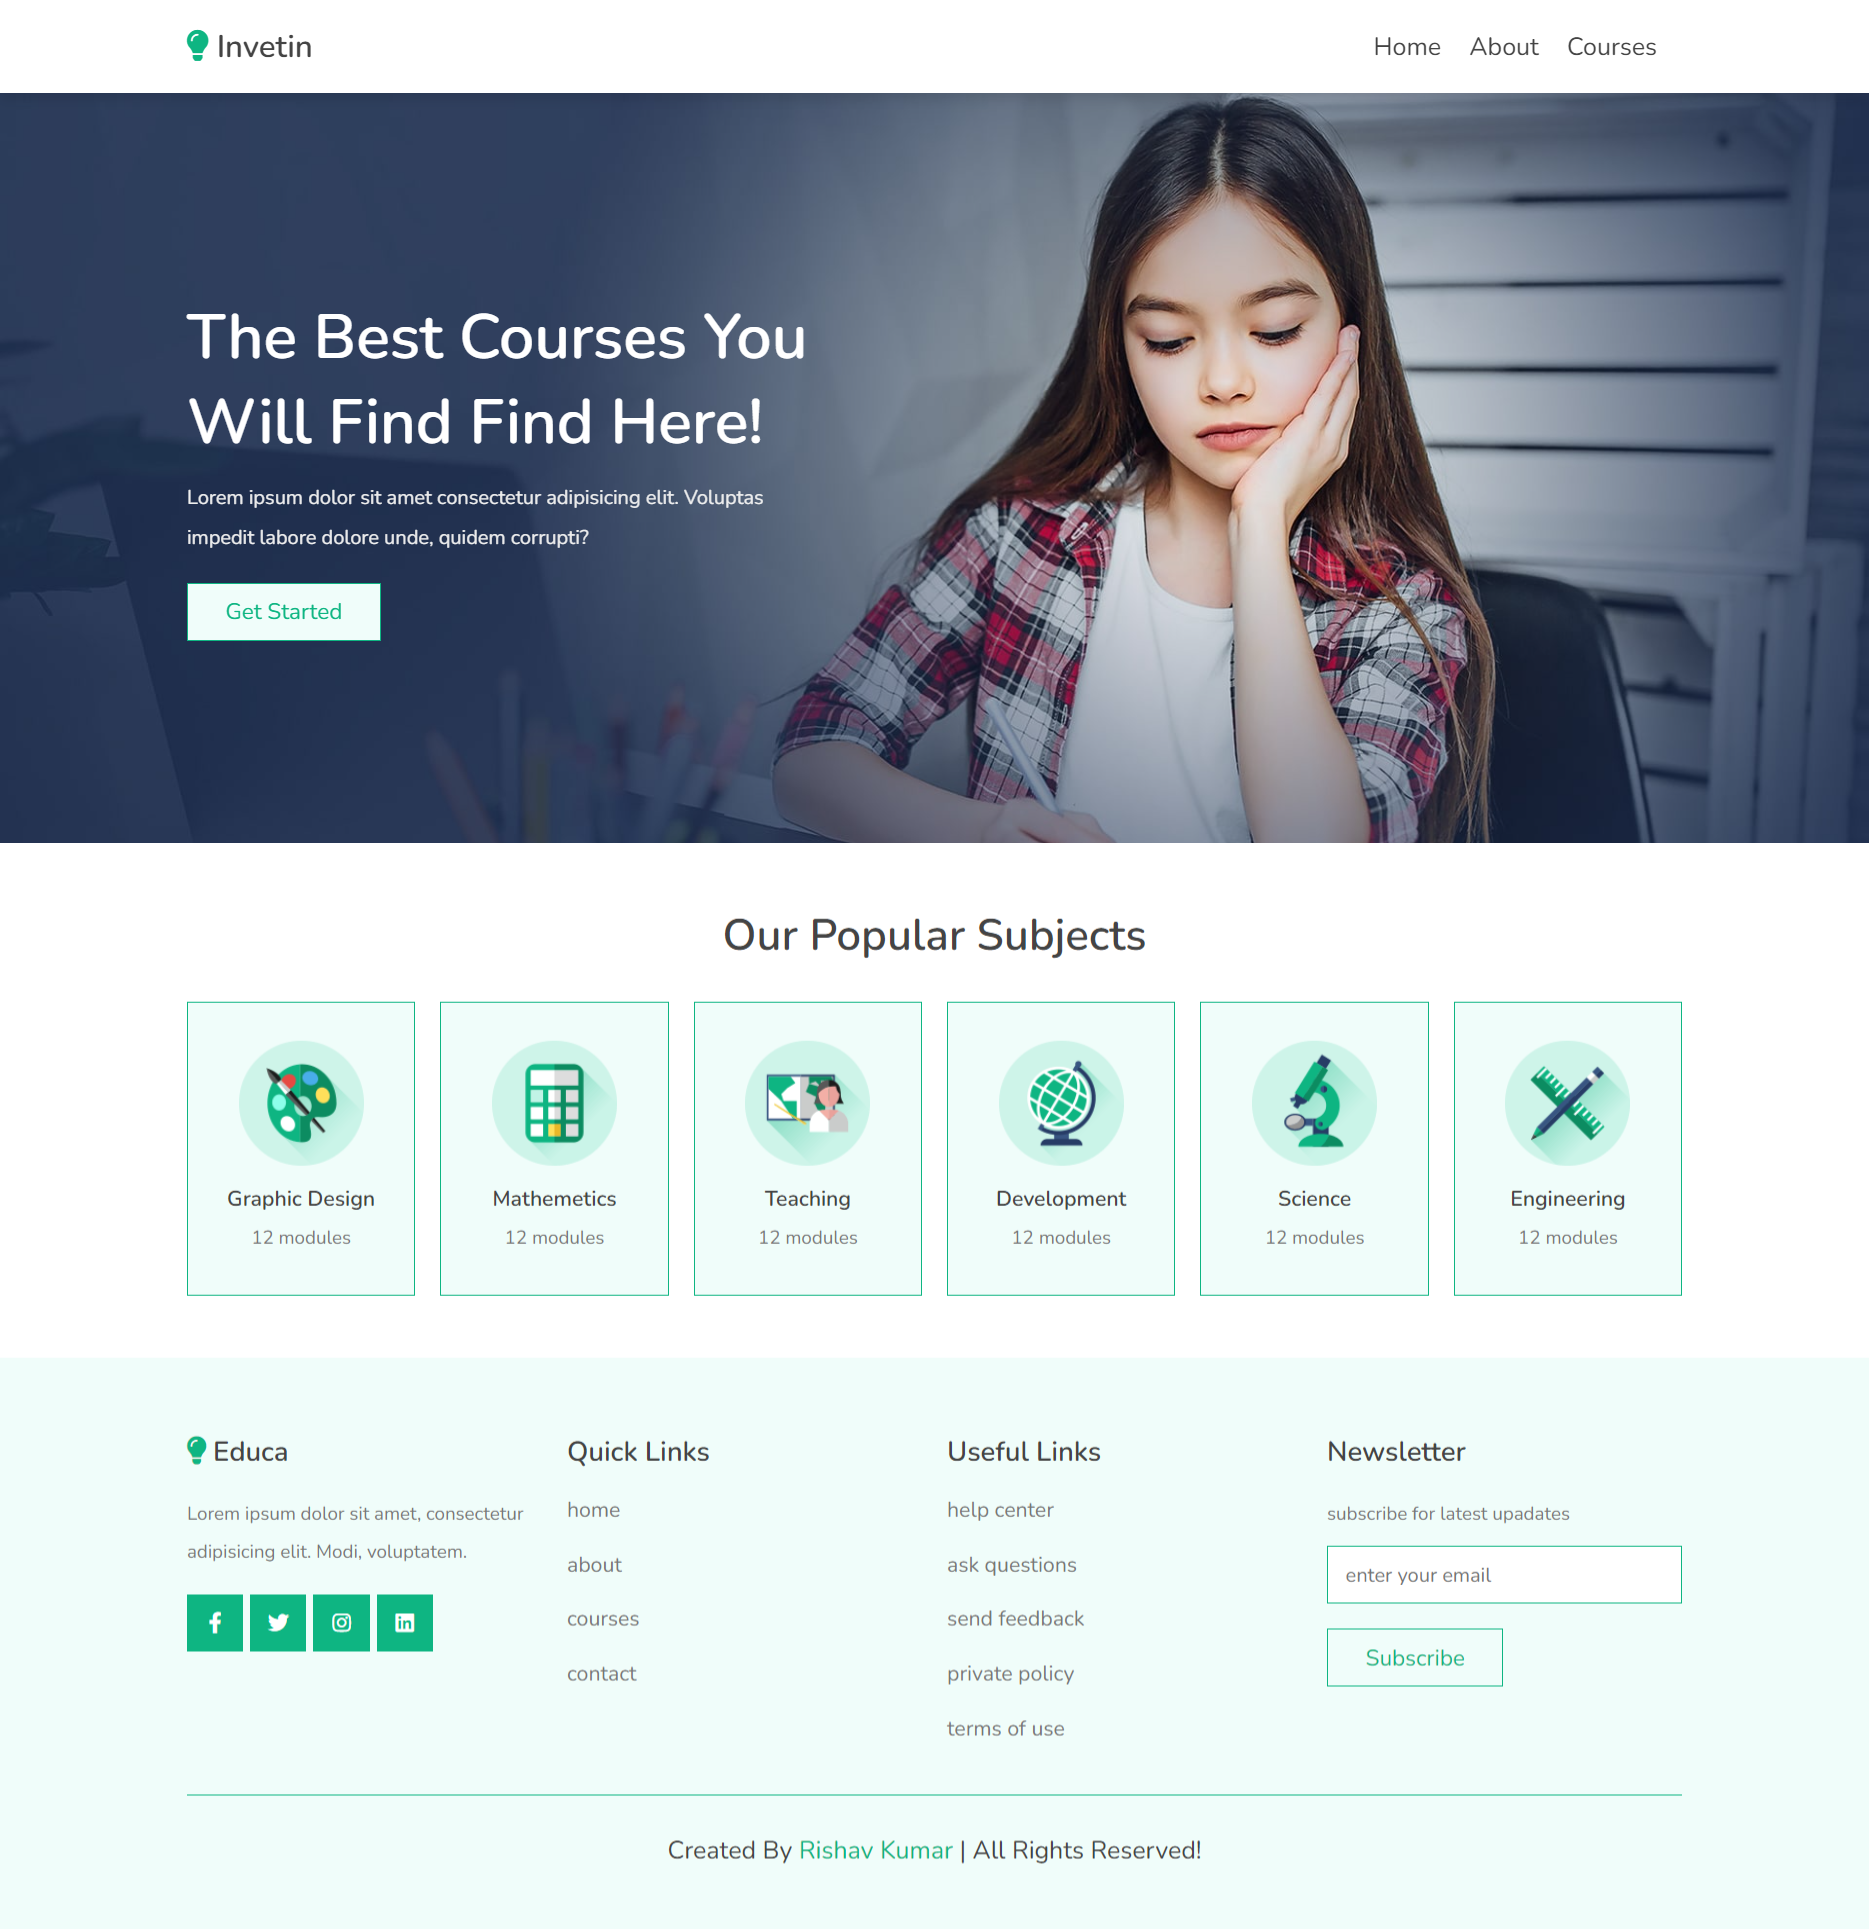 Invetin
Home About Courses
The Best Courses You
Will Find Find Here!
Lorem ipsum dolor sit amet consectetur adipisicing elit. Voluptas
impedit labore dolore unde, quidem corrupti?
Get Started
Our Popular Subjects
Graphic Design
12 modules
Mathemetics
12 modules
Teaching
12 modules
Development
12 modules
Science
12 modules
Engineering
12 modules
Educa
Lorem ipsum dolor sit amet, consectetur
adipisicing elit. Modi, voluptatem.
Quick Links
home
about
courses
contact
Useful Links
help center
ask questions
send feedback
private policy
terms of use
Newsletter
subscribe for latest upadates
enter your email
Subscribe
Created By Rishav Kumar | All Rights Reserved!